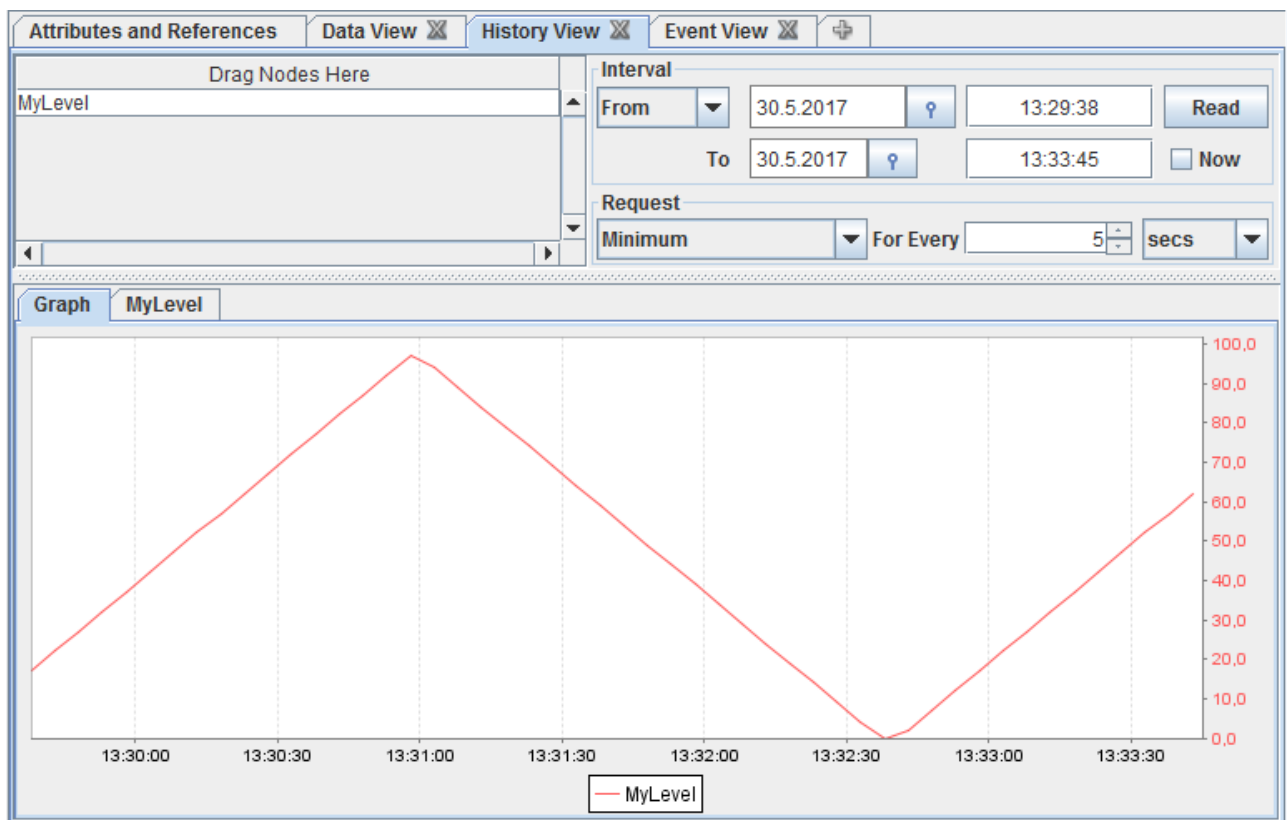 Attributes and References Data View History View Event View
Drag Nodes Here
MyLevel
Interval
From 30.5.2017 13:29:38 Read
To 30.5.2017 13:33:45 Now
Request
Minimum For Every 5 secs
Graph MyLevel
100,0
90,0
80,0
70,0
60,0
50,0
40,0
30,0
20,0
10,0
0,0
13:30:00 13:30:30 13:31:00 13:31:30 13:32:00 13:32:30 13:33:00 13:33:30
MyLevel